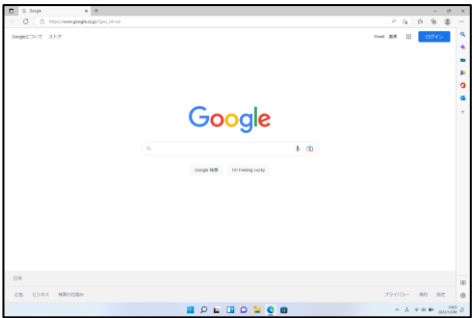 Google
https://www.google.co.jp/?gws_rd=ssl
Googleについて ストア
Gmail 画像
ログイン
Google
Google 検索 I'm Feeling Lucky
日本
広告 ビジネス 検索の仕組み
プライバシー 規約 設定